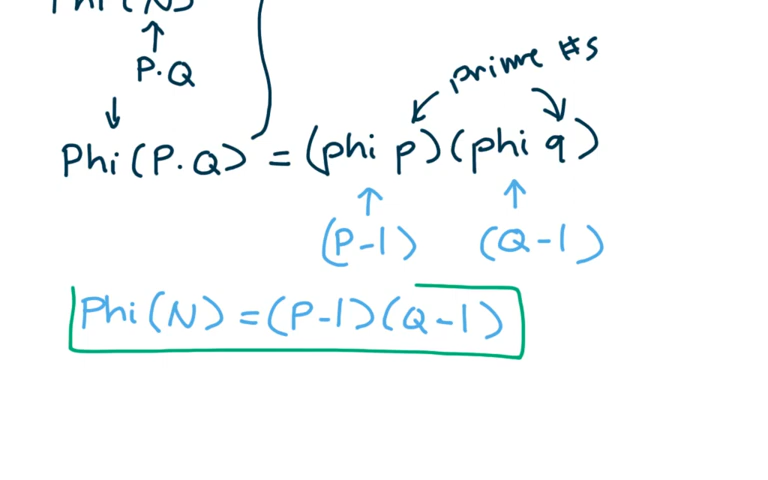 Phi(N)
P.Q
prime #s
Phi(P.Q) = (phi p)(phi q)
(P-1) (Q-1)
Phi(N) = (P-1)(Q-1)